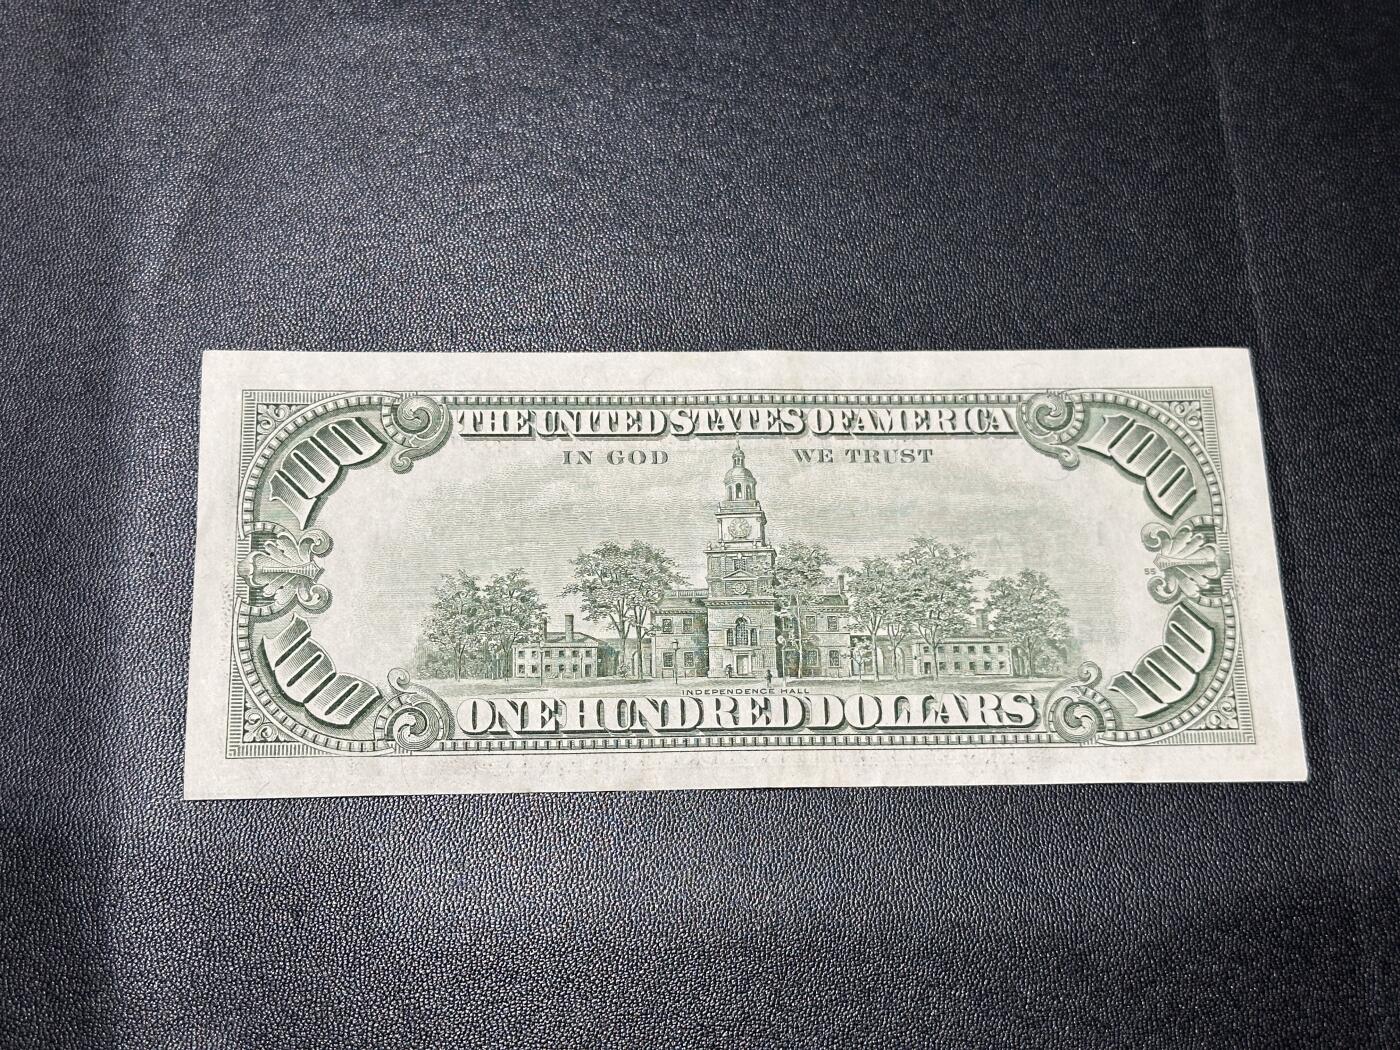 100 THE UNITED STATES OF AMERICA 100
IN GOD WE TRUST
INDEPENDENCE HALL
100 ONE HUNDRED DOLLARS 100